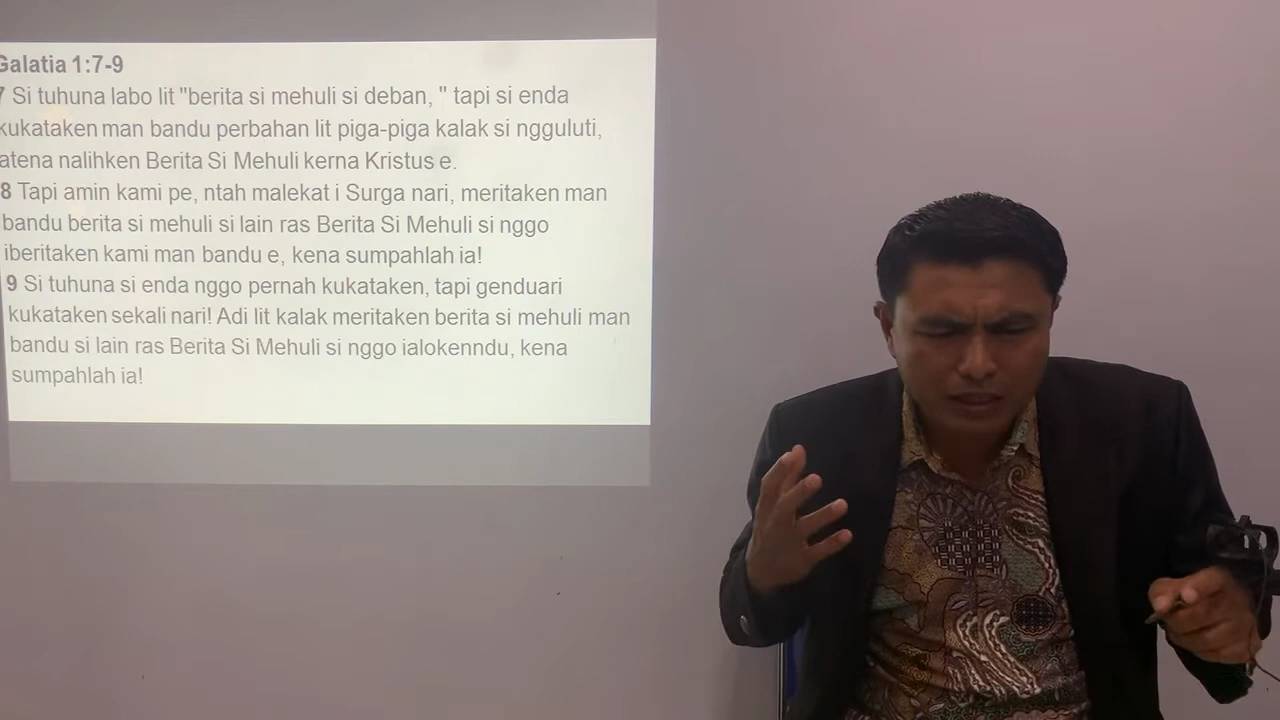 Galatia 1:7-9
7 Si tuhuna labo lit "berita si mehuli si deban, " tapi si enda
kukataken man bandu perbahan lit piga-piga kalak si ngguluti,
atena nalihken Berita Si Mehuli kerna Kristus e.
8 Tapi amin kami pe, ntah malekat i Surga nari, meritaken man
bandu berita si mehuli si lain ras Berita Si Mehuli si nggo
iberitaken kami man bandu e, kena sumpahlah ia!
9 Si tuhuna si enda nggo pernah kukataken, tapi genduari
kukataken sekali nari! Adi lit kalak meritaken berita si mehuli man
bandu si lain ras Berita Si Mehuli si nggo ialokenndu, kena
sumpahlah ia!